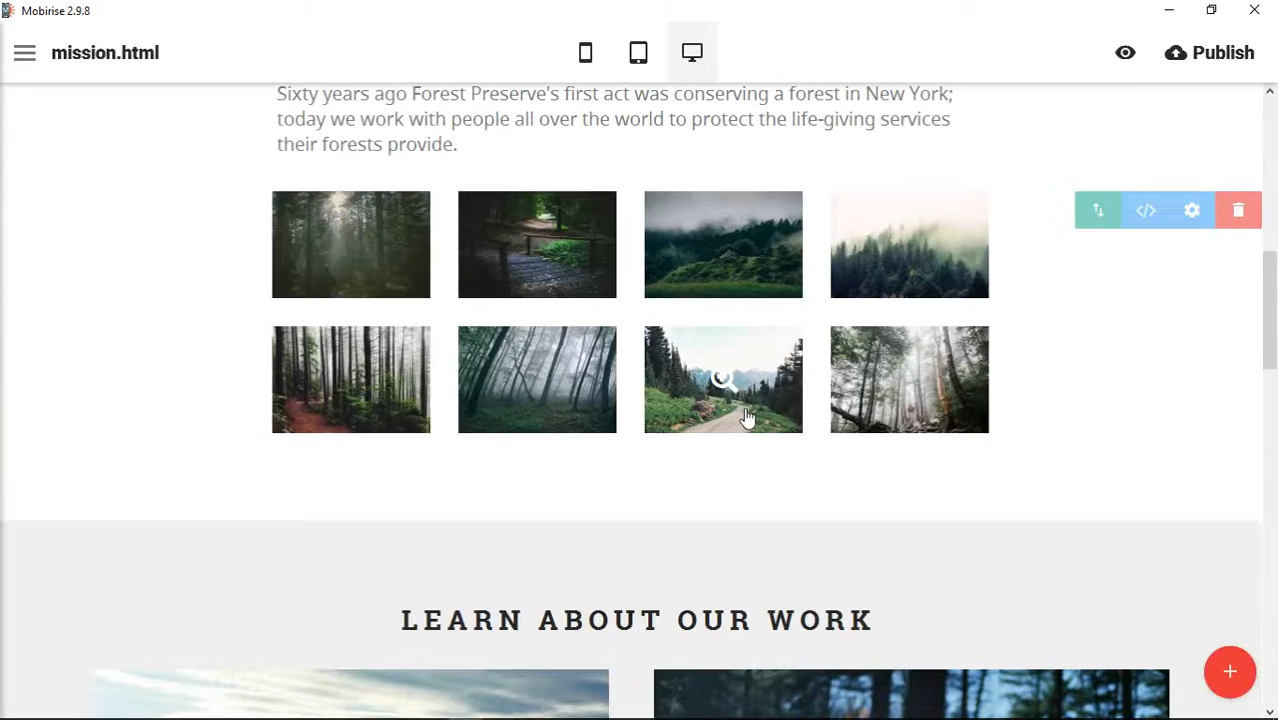 Mobirise 2.9.8
mission.html
Publish
Sixty years ago Forest Preserve's first act was conserving a forest in New York;
today we work with people all over the world to protect the life-giving services
their forests provide.
LEARN ABOUT OUR WORK